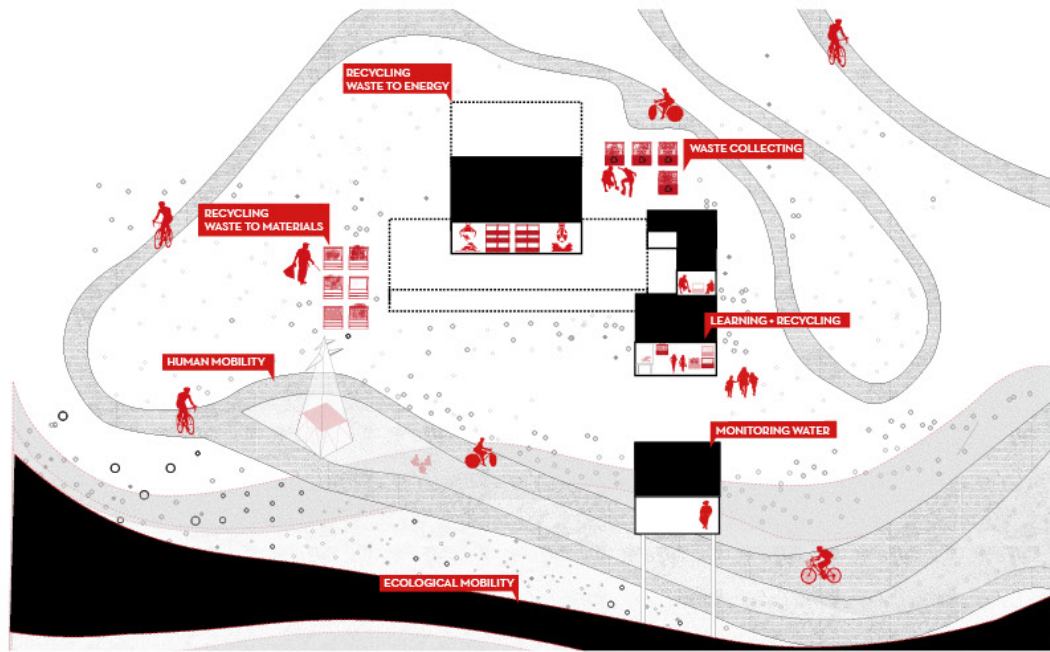 RECYCLING
WASTE TO ENERGY
WASTE COLLECTING
RECYCLING
WASTE TO MATERIALS
LEARNING + RECYCLING
HUMAN MOBILITY
MONITORING WATER
ECOLOGICAL MOBILITY